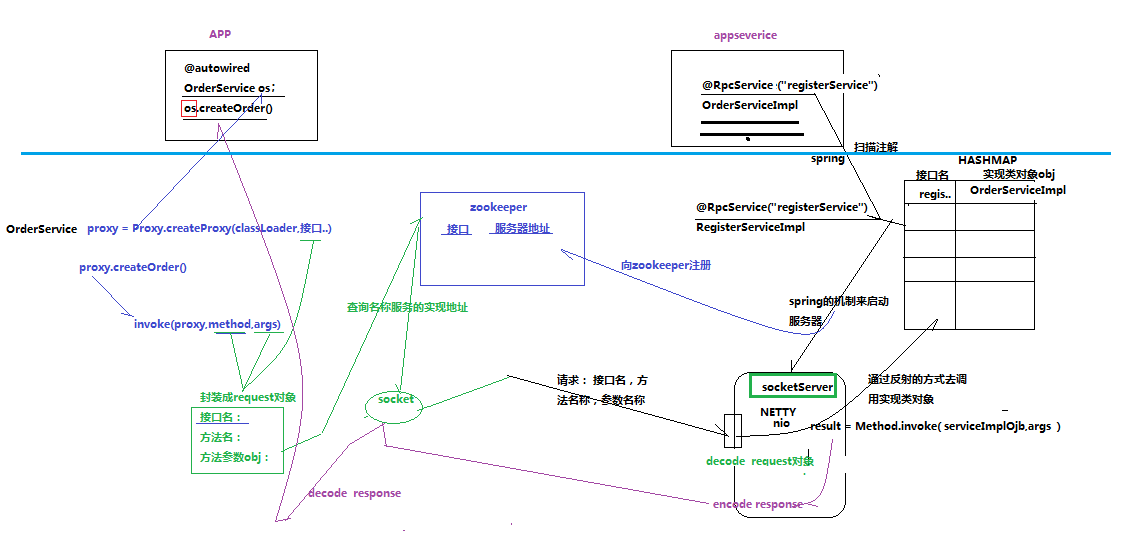 APP
@autowired
OrderService os;
os.createOrder()
appseverice
@RpcService ("registerService")
OrderServiceImpl
扫描注解
spring
HASHMAP
接口名
实现类对象obj
regis..
OrderServiceImpl
@RpcService("registerService")
RegisterServiceImpl
OrderService
proxy = Proxy.createProxy(classLoader,接口..)
proxy.createOrder()
invoke(proxy,method,args)
zookeeper
接口
服务器地址
向zookeeper注册
查询名称服务的实现地址
spring的机制来启动
服务器
封装成request对象
接口名：
方法名：
方法参数obj：
socket
请求： 接口名，方
法名称，参数名称
socketServer
NETTY
nio
通过反射的方式去调
用实现类对象
result = Method.invoke( serviceImplOjb,args )
decode request对象
encode response
decode response